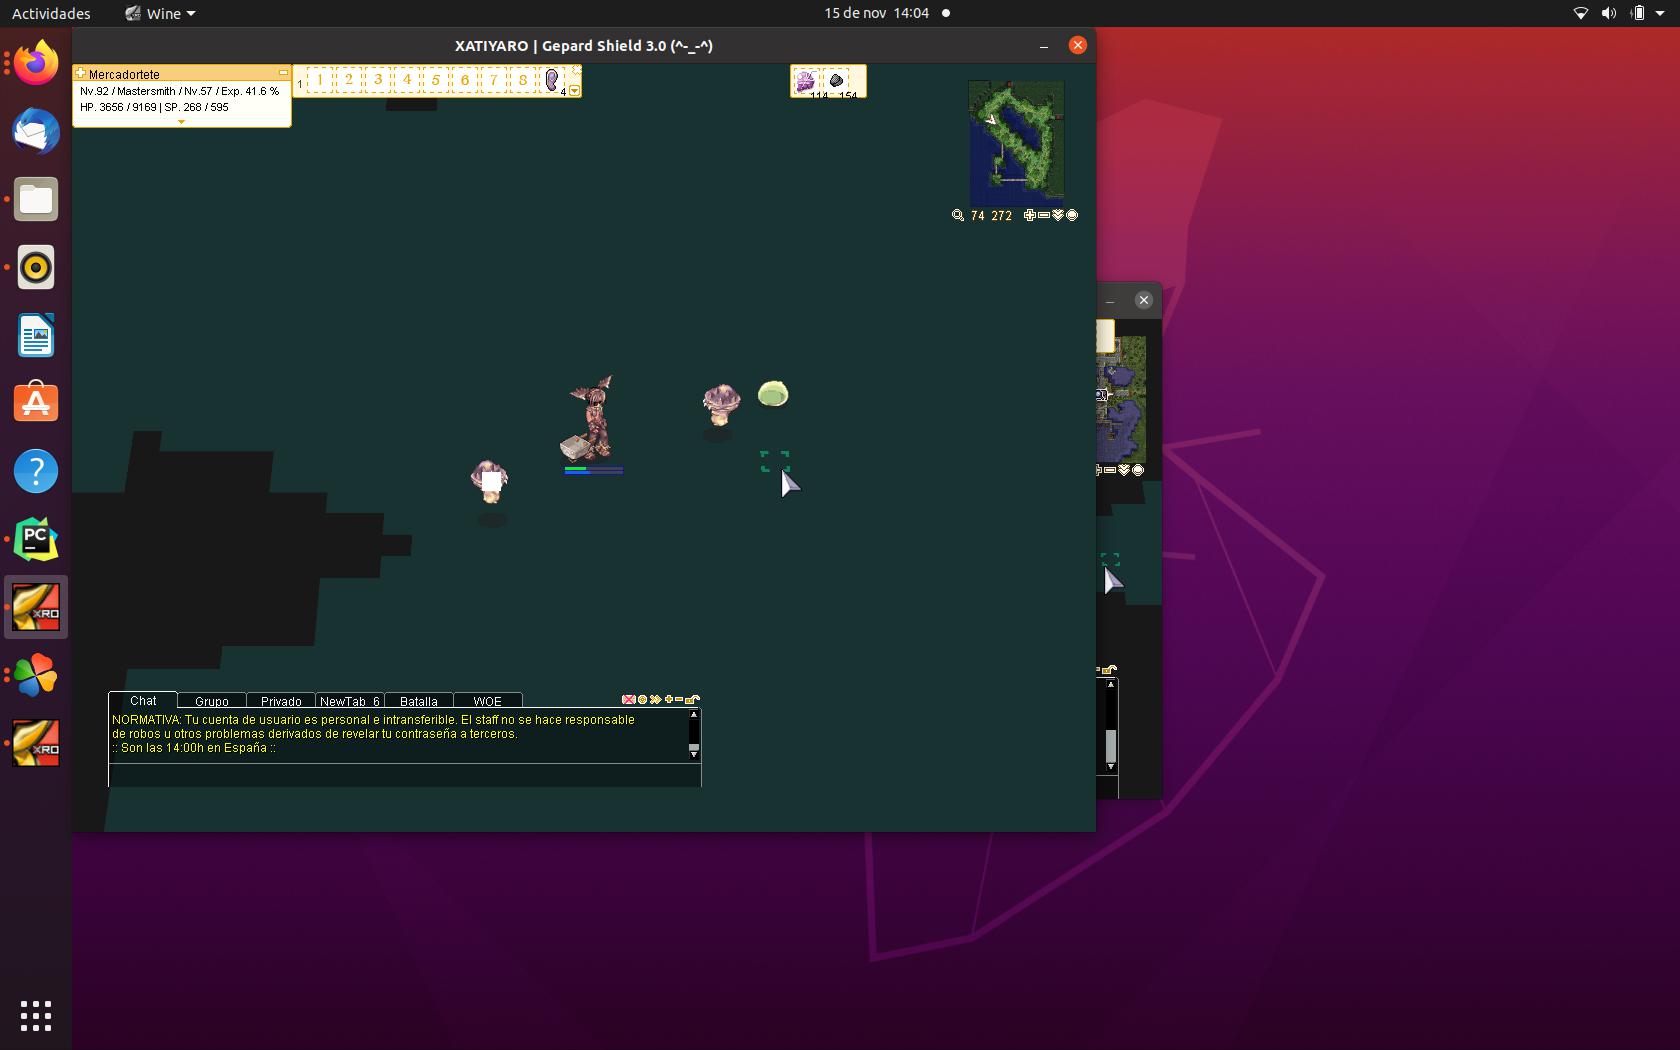 Actividades
Wine
15 de nov 14:04
XATIYARO | Gepard Shield 3.0 (^-_-^)
Mercadortete
Nv.92 / Mastersmith / Nv.57 / Exp. 41.6 %
HP. 3656 / 9169 | SP. 268 / 595
1
1 2 3 4 5 6 7 8
4
114 154
74 272
PC
XRO
XRO
Chat Grupo Privado NewTab_6 Batalla WOE
NORMATIVA: Tu cuenta de usuario es personal e intransferible. El staff no se hace responsable
de robos u otros problemas derivados de revelar tu contraseña a terceros.
:: Son las 14:00h en España ::